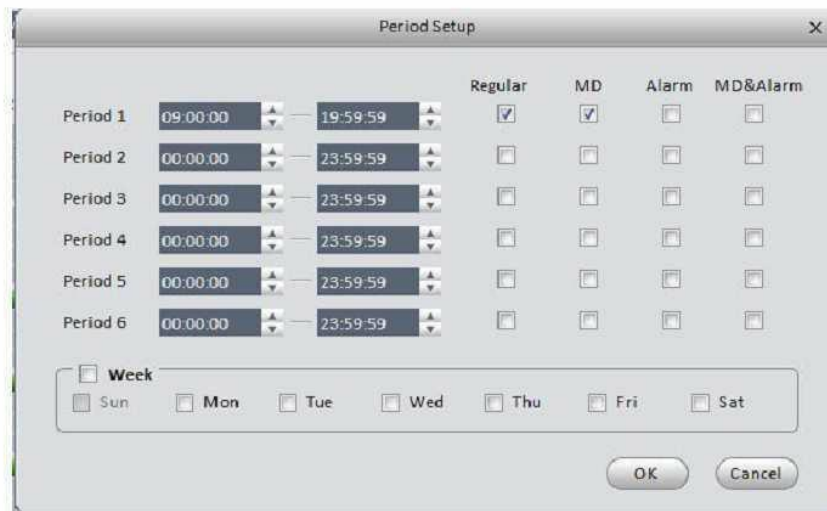 Period Setup
Regular MD Alarm MD&Alarm
Period 1 09:00:00 — 19:59:59
Period 2 00:00:00 — 23:59:59
Period 3 00:00:00 — 23:59:59
Period 4 00:00:00 — 23:59:59
Period 5 00:00:00 — 23:59:59
Period 6 00:00:00 — 23:59:59
Week
Sun Mon Tue Wed Thu Fri Sat
OK Cancel